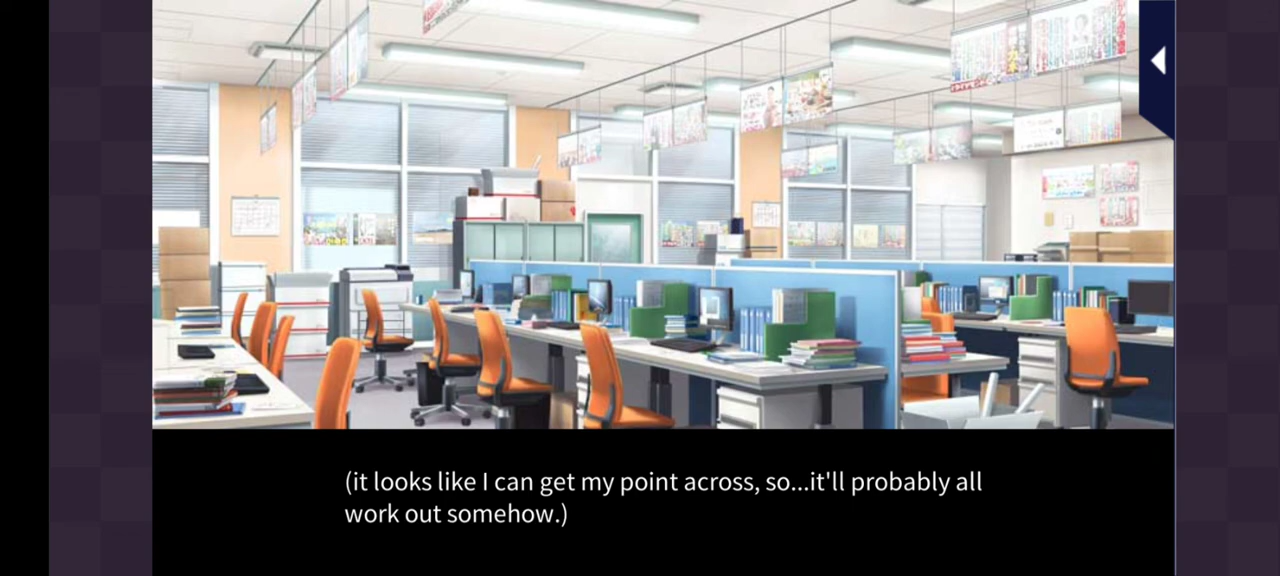 (it looks like I can get my point across, so...it'll probably all
work out somehow.)